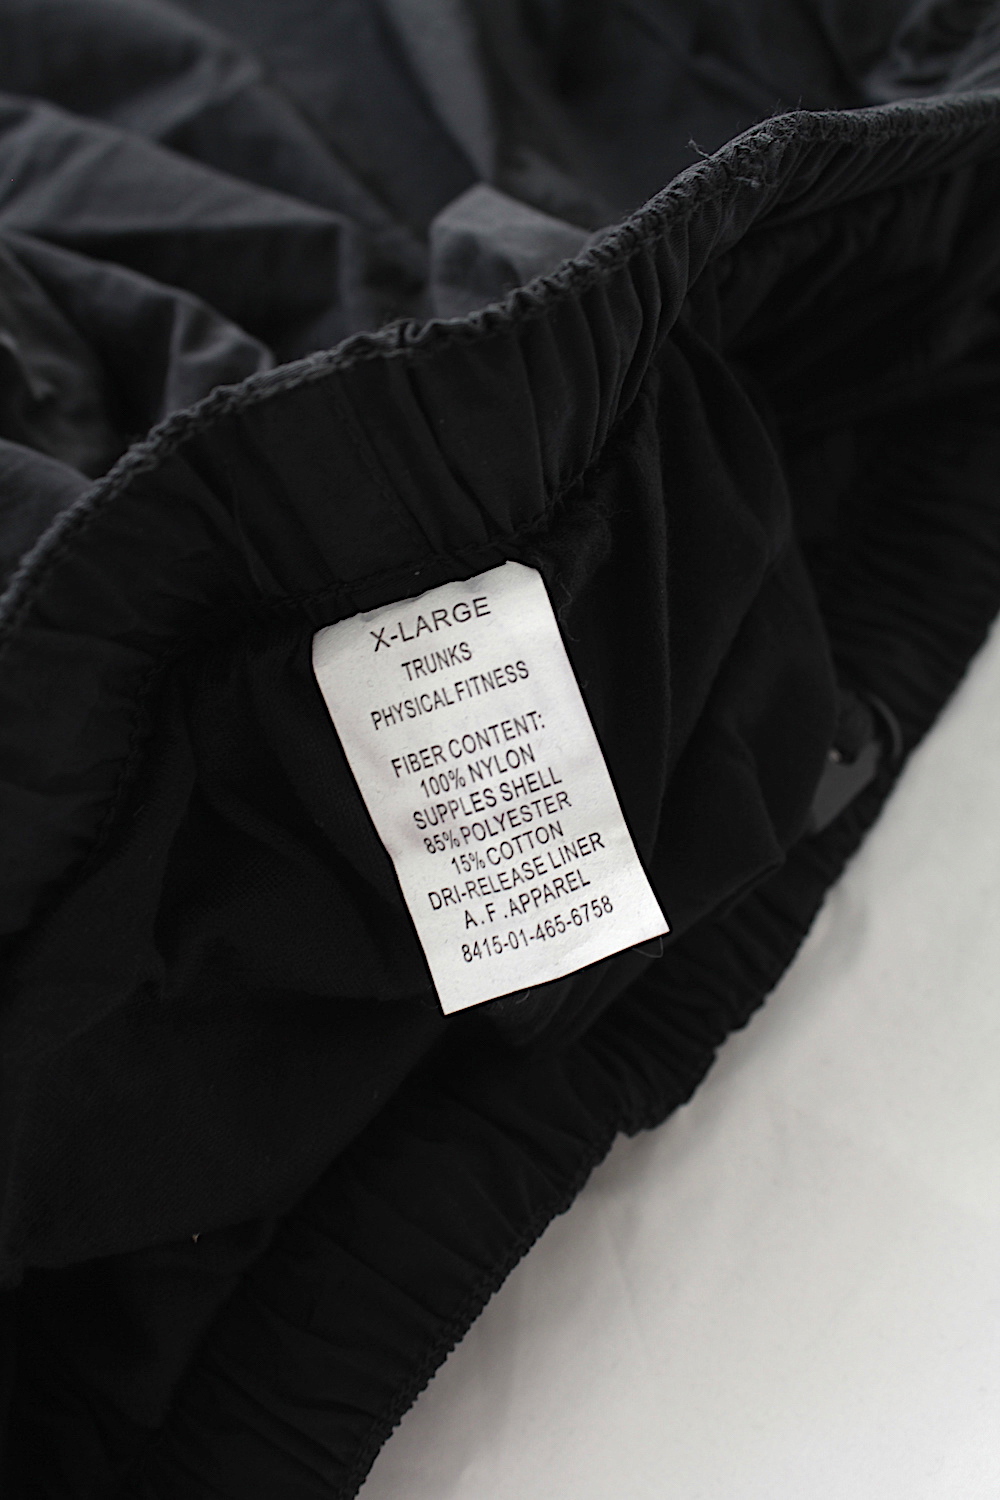 X-LARGE
TRUNKS
PHYSICAL FITNESS
FIBER CONTENT:
100% NYLON
SUPPLES SHELL
85% POLYESTER
15% COTTON
DRI-RELEASE LINER
A.F. APPAREL
8415-01-465-6758